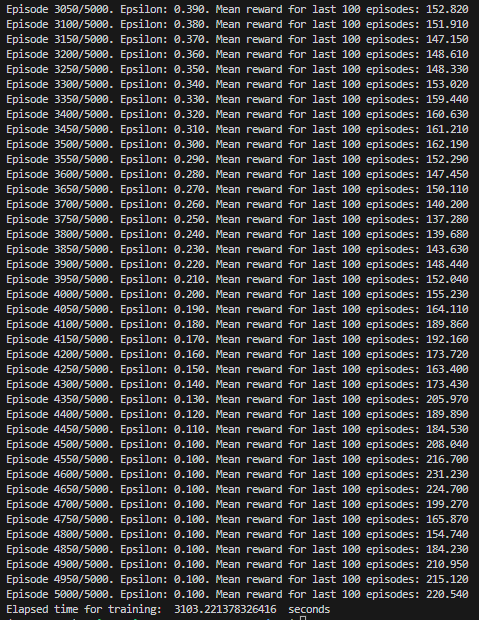 Episode 3050/5000. Epsilon: 0.390. Mean reward for last 100 episodes: 152.820
Episode 3100/5000. Epsilon: 0.380. Mean reward for last 100 episodes: 151.910
Episode 3150/5000. Epsilon: 0.370. Mean reward for last 100 episodes: 147.150
Episode 3200/5000. Epsilon: 0.360. Mean reward for last 100 episodes: 148.610
Episode 3250/5000. Epsilon: 0.350. Mean reward for last 100 episodes: 148.330
Episode 3300/5000. Epsilon: 0.340. Mean reward for last 100 episodes: 153.020
Episode 3350/5000. Epsilon: 0.330. Mean reward for last 100 episodes: 159.440
Episode 3400/5000. Epsilon: 0.320. Mean reward for last 100 episodes: 160.630
Episode 3450/5000. Epsilon: 0.310. Mean reward for last 100 episodes: 161.210
Episode 3500/5000. Epsilon: 0.300. Mean reward for last 100 episodes: 162.190
Episode 3550/5000. Epsilon: 0.290. Mean reward for last 100 episodes: 152.290
Episode 3600/5000. Epsilon: 0.280. Mean reward for last 100 episodes: 147.450
Episode 3650/5000. Epsilon: 0.270. Mean reward for last 100 episodes: 150.110
Episode 3700/5000. Epsilon: 0.260. Mean reward for last 100 episodes: 140.200
Episode 3750/5000. Epsilon: 0.250. Mean reward for last 100 episodes: 137.280
Episode 3800/5000. Epsilon: 0.240. Mean reward for last 100 episodes: 139.680
Episode 3850/5000. Epsilon: 0.230. Mean reward for last 100 episodes: 143.630
Episode 3900/5000. Epsilon: 0.220. Mean reward for last 100 episodes: 148.440
Episode 3950/5000. Epsilon: 0.210. Mean reward for last 100 episodes: 152.040
Episode 4000/5000. Epsilon: 0.200. Mean reward for last 100 episodes: 155.230
Episode 4050/5000. Epsilon: 0.190. Mean reward for last 100 episodes: 164.110
Episode 4100/5000. Epsilon: 0.180. Mean reward for last 100 episodes: 189.860
Episode 4150/5000. Epsilon: 0.170. Mean reward for last 100 episodes: 192.160
Episode 4200/5000. Epsilon: 0.160. Mean reward for last 100 episodes: 173.720
Episode 4250/5000. Epsilon: 0.150. Mean reward for last 100 episodes: 163.400
Episode 4300/5000. Epsilon: 0.140. Mean reward for last 100 episodes: 173.430
Episode 4350/5000. Epsilon: 0.130. Mean reward for last 100 episodes: 205.970
Episode 4400/5000. Epsilon: 0.120. Mean reward for last 100 episodes: 189.890
Episode 4450/5000. Epsilon: 0.110. Mean reward for last 100 episodes: 184.530
Episode 4500/5000. Epsilon: 0.100. Mean reward for last 100 episodes: 208.040
Episode 4550/5000. Epsilon: 0.100. Mean reward for last 100 episodes: 216.700
Episode 4600/5000. Epsilon: 0.100. Mean reward for last 100 episodes: 231.230
Episode 4650/5000. Epsilon: 0.100. Mean reward for last 100 episodes: 224.700
Episode 4700/5000. Epsilon: 0.100. Mean reward for last 100 episodes: 199.270
Episode 4750/5000. Epsilon: 0.100. Mean reward for last 100 episodes: 165.870
Episode 4800/5000. Epsilon: 0.100. Mean reward for last 100 episodes: 154.740
Episode 4850/5000. Epsilon: 0.100. Mean reward for last 100 episodes: 184.230
Episode 4900/5000. Epsilon: 0.100. Mean reward for last 100 episodes: 210.950
Episode 4950/5000. Epsilon: 0.100. Mean reward for last 100 episodes: 215.120
Episode 5000/5000. Epsilon: 0.100. Mean reward for last 100 episodes: 220.540
Elapsed time for training:  3103.221378326416  seconds